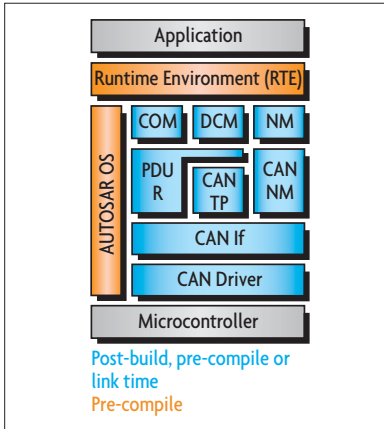 Application
Runtime Environment (RTE)
AUTOSAR OS
COM DCM NM
PDU
R
CAN
TP
CAN
NM
CAN If
CAN Driver
Microcontroller
Post-build, pre-compile or
link time
Pre-compile